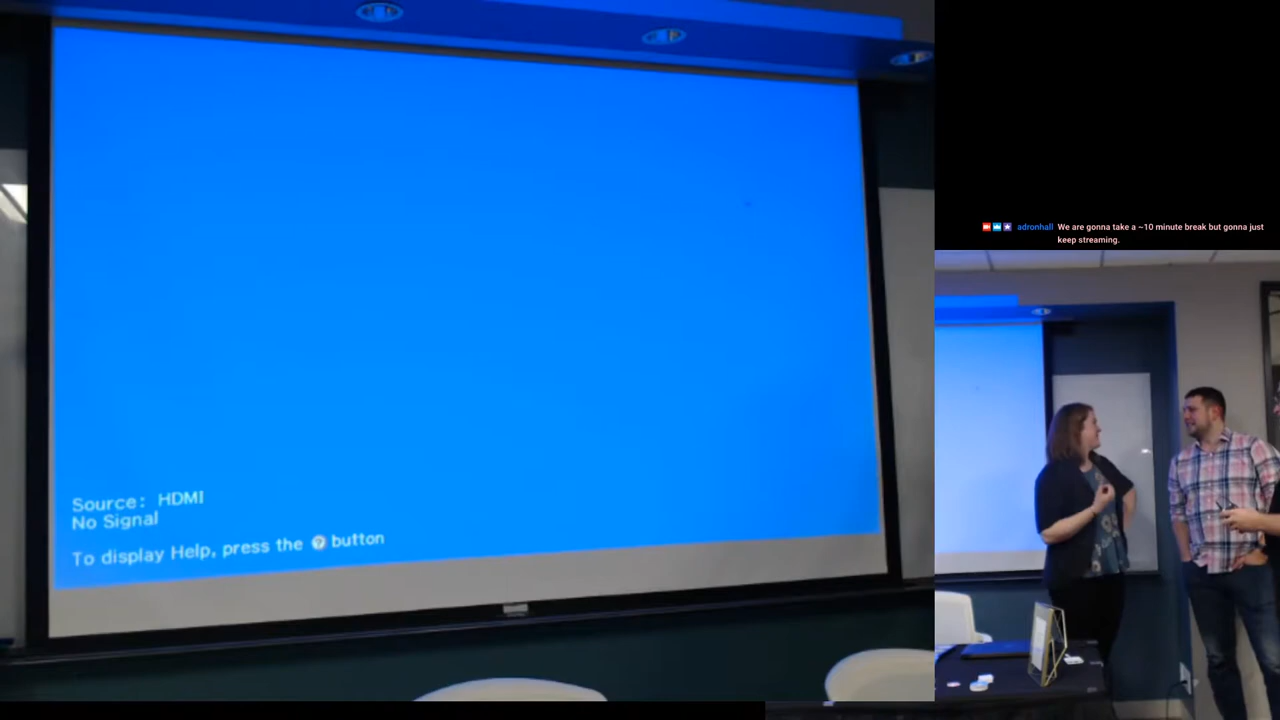 adronhall We are gonna take a ~10 minute break but gonna just
keep streaming.
Source: HDMI
No Signal
To display Help, press the ? button